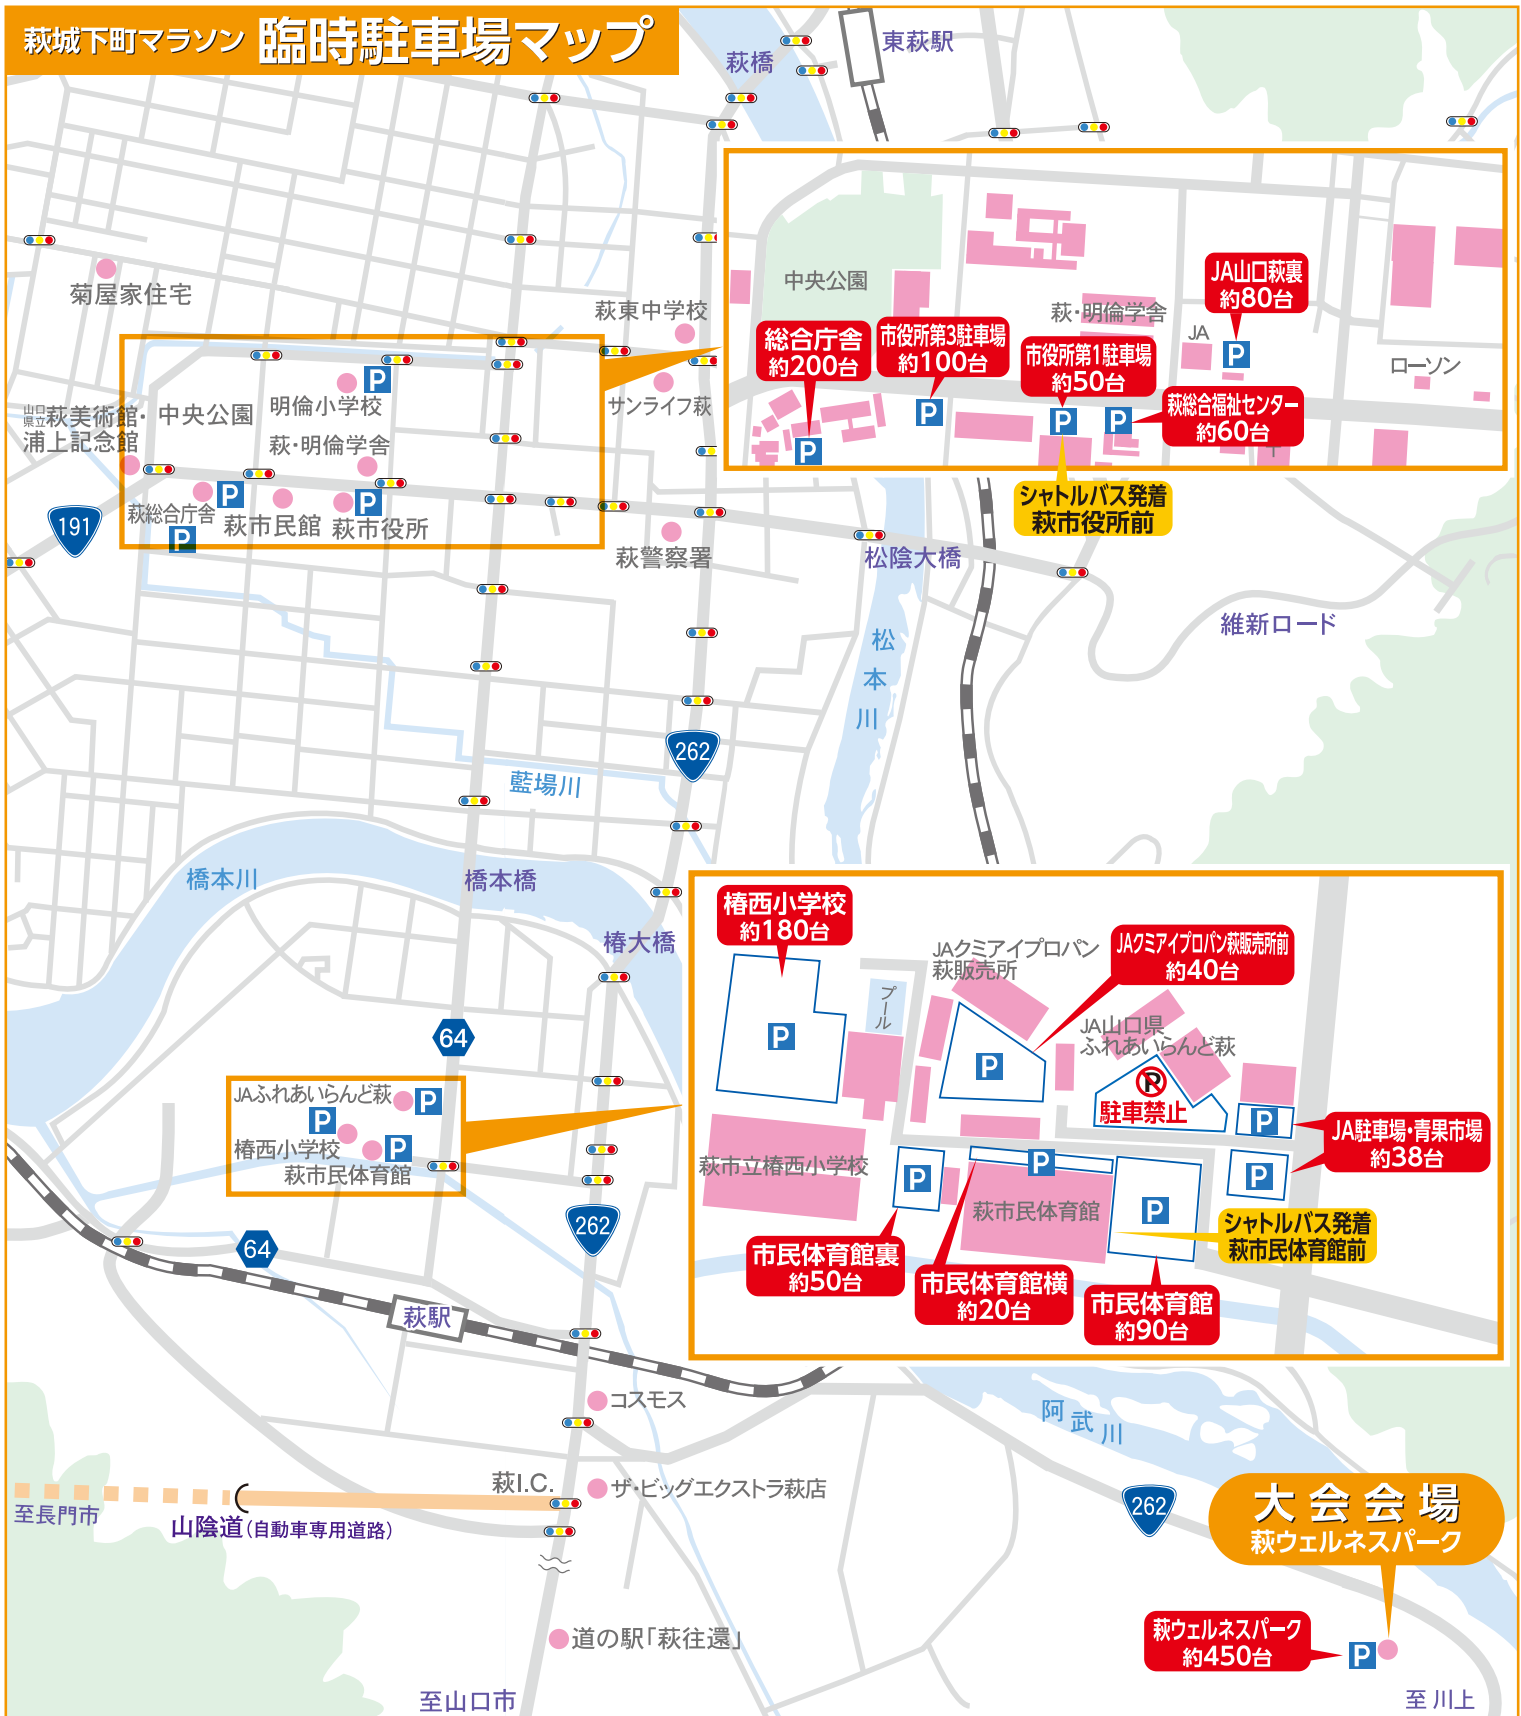 萩城下町マラソン 臨時駐車場マップ
萩橋
東萩駅
菊屋家住宅
萩東中学校
サンライフ萩
明倫小学校
山口県立
萩美術館・
浦上記念館
中央公園
萩・明倫学舎
萩総合庁舎
萩市民館
萩市役所
191
萩警察署
松陰大橋
維新ロード
松本川
262
藍場川
橋本川
橋本橋
椿大橋
中央公園
萩・明倫学舎
JA
ローソン
JA山口萩裏
約80台
総合庁舎
約200台
市役所第3駐車場
約100台
市役所第1駐車場
約50台
萩総合福祉センター
約60台
シャトルバス発着
萩市役所前
P
P
P
P
P
P
P
P
P
64
JAふれあいらんど萩
P
P
椿西小学校
P
萩市民体育館
64
262
萩駅
コスモス
萩I.C.
ザ・ビッグエクストラ萩店
至長門市
山陰道(自動車専用道路)
道の駅「萩往還」
至山口市
椿西小学校
約180台
P
プール
JAクミアイプロパン
萩販売所
JAクミアイプロパン萩販売所前
約40台
P
JA山口県
ふれあいらんど萩
P
駐車禁止
P
JA駐車場・青果市場
約38台
P
萩市立椿西小学校
P
P
萩市民体育館
P
シャトルバス発着
萩市民体育館前
市民体育館裏
約50台
市民体育館横
約20台
市民体育館
約90台
阿武川
262
大会会場
萩ウェルネスパーク
萩ウェルネスパーク
約450台
P
至 川上